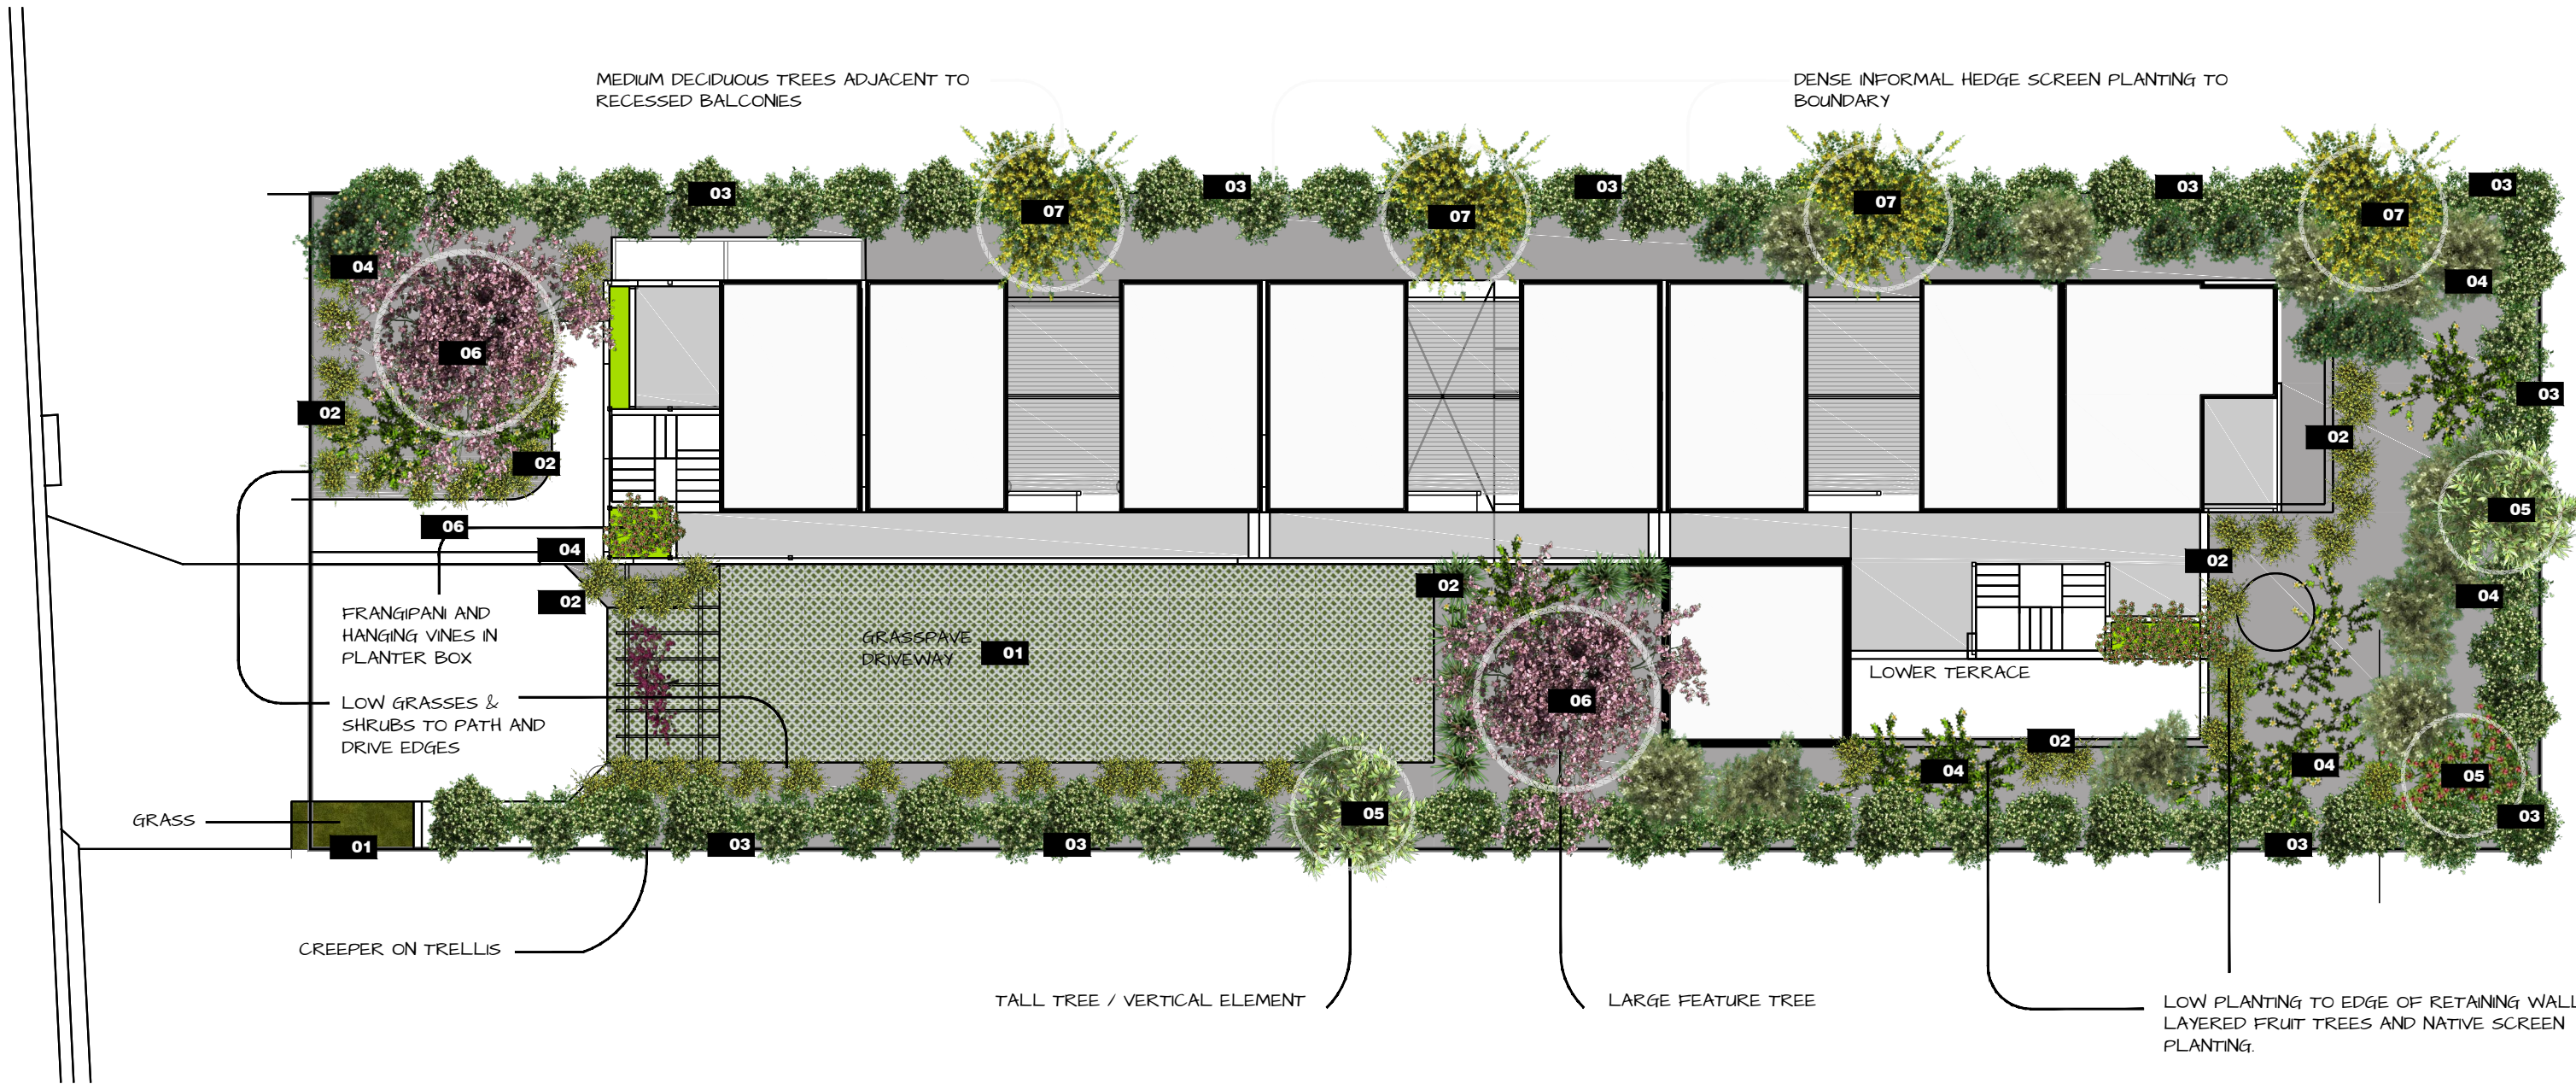 MEDIUM DECIDUOUS TREES ADJACENT TO
RECESSED BALCONIES
DENSE INFORMAL HEDGE SCREEN PLANTING TO
BOUNDARY
03
03
03
03
03
07
07
07
07
04
04
06
03
02
02
02
05
06
04
02
02
02
04
FRANGIPANI AND
HANGING VINES IN
PLANTER BOX
GRASSPAVE
DRIVEWAY
01
LOWER TERRACE
LOW GRASSES &
SHRUBS TO PATH AND
DRIVE EDGES
06
02
04
04
05
05
03
GRASS
01
03
03
03
CREEPER ON TRELLIS
TALL TREE / VERTICAL ELEMENT
LARGE FEATURE TREE
LOW PLANTING TO EDGE OF RETAINING WALL
LAYERED FRUIT TREES AND NATIVE SCREEN
PLANTING.